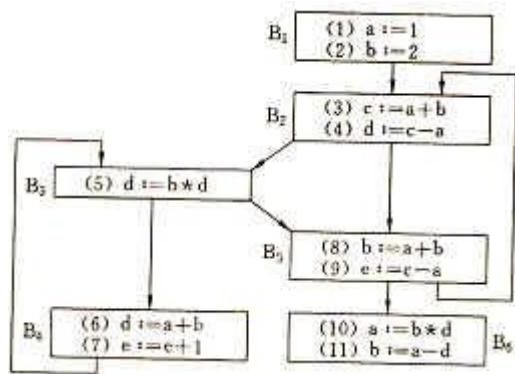 B₁
(1) a:=1
(2) b:=2
B₂
(3) c:=a+b
(4) d:=c−a
B₃
(5) d:=b*d
B₅
(8) b:=a+b
(9) e:=c−a
B₄
(6) d:=a+b
(7) e:=e+1
(10) a:=b*d
(11) b:=a−d
B₆